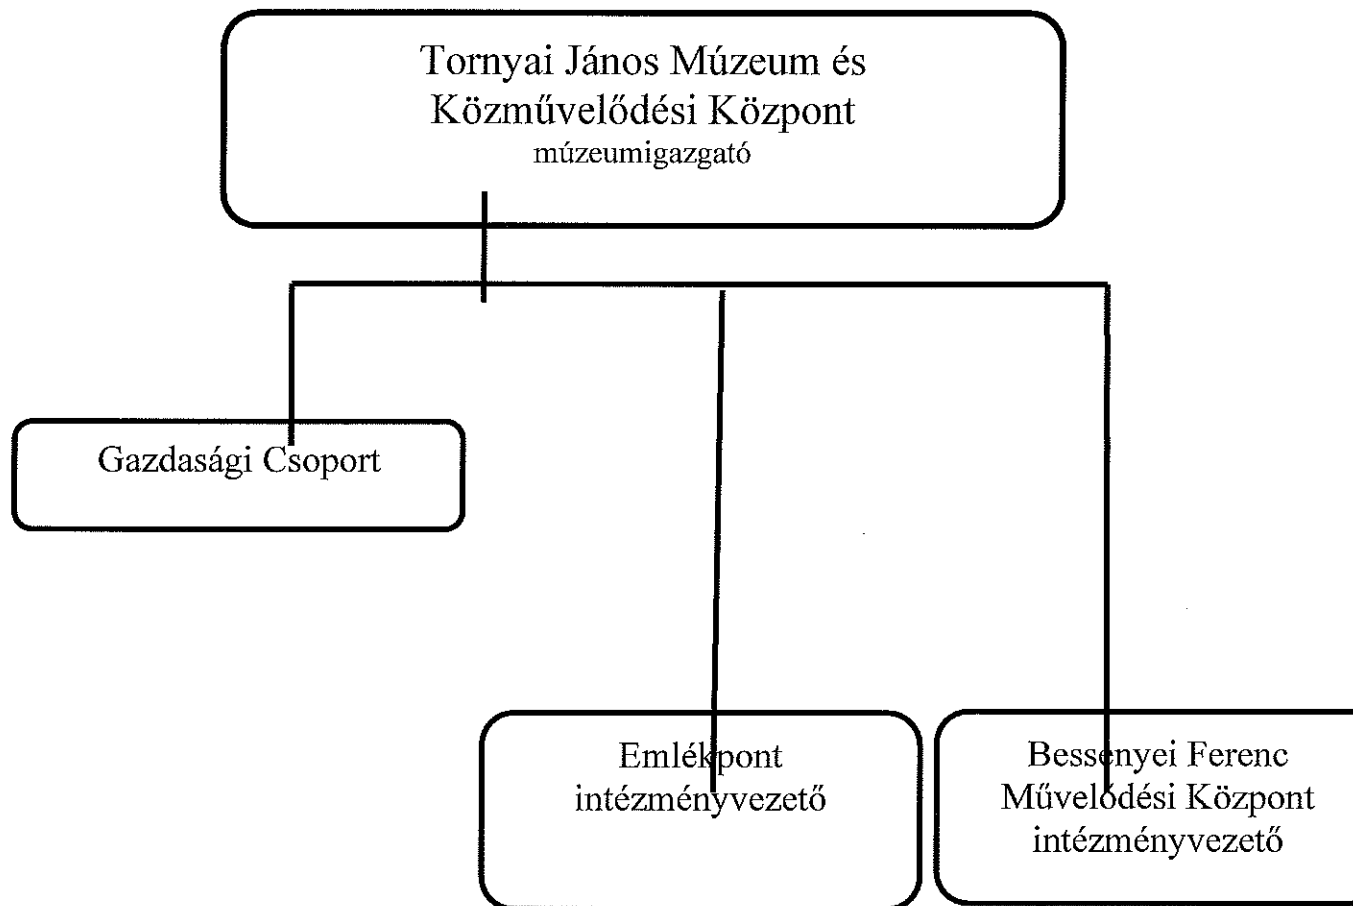 Tornyai János Múzeum és
Közművelődési Központ
múzeumigazgató
Gazdasági Csoport
Emlékpont
intézményvezető
Bessenyei Ferenc
Művelődési Központ
intézményvezető